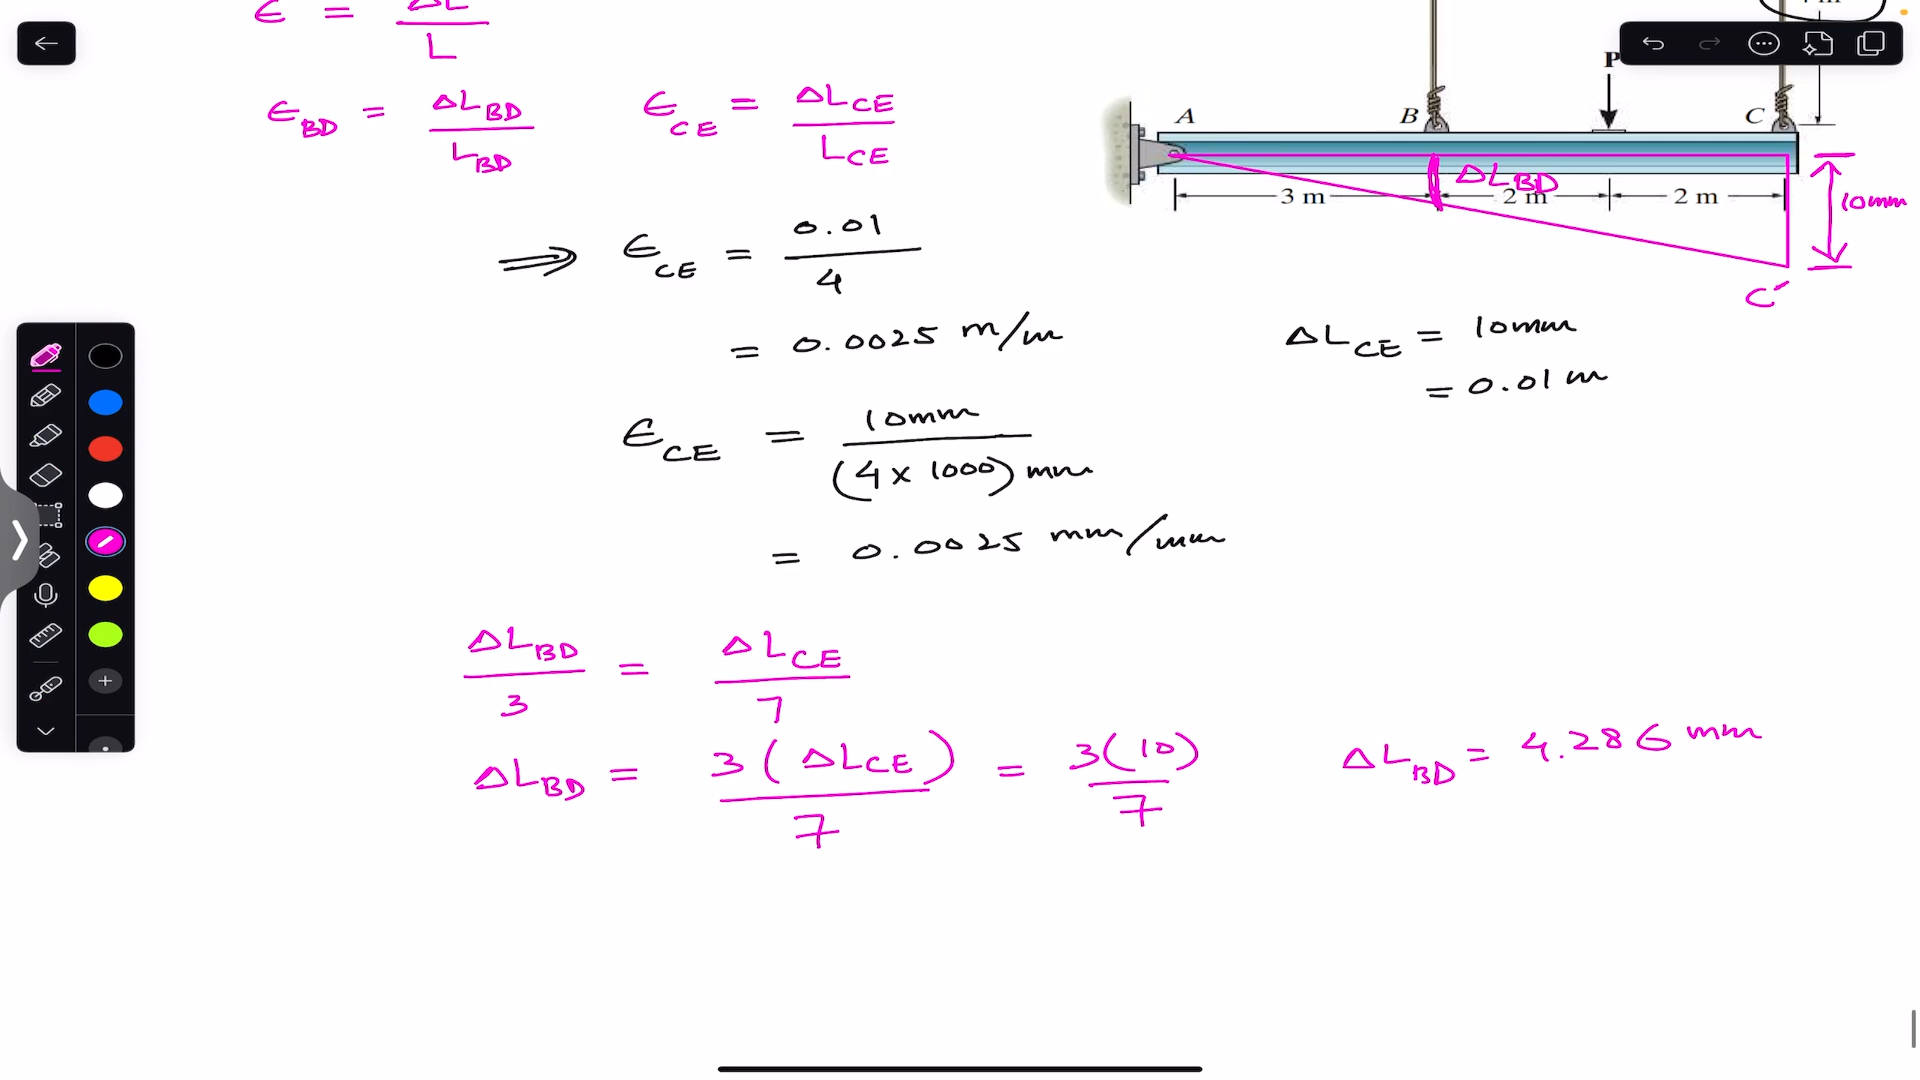 ϵ = ΔL / L
4 m
P
ϵ_BD = ΔL_BD / L_BD    ϵ_CE = ΔL_CE / L_CE
A B C
ΔL_BD
3 m 2 m 2 m
10mm
C'
⇒ ϵ_CE = 0.01 / 4
= 0.0025 m/m
ΔL_CE = 10mm
= 0.01 m
ϵ_CE = 10mm / (4 x 1000) mm
= 0.0025 mm/mm
ΔL_BD / 3 = ΔL_CE / 7
ΔL_BD = 3 (ΔL_CE) / 7 = 3(10) / 7    ΔL_BD = 4.286 mm